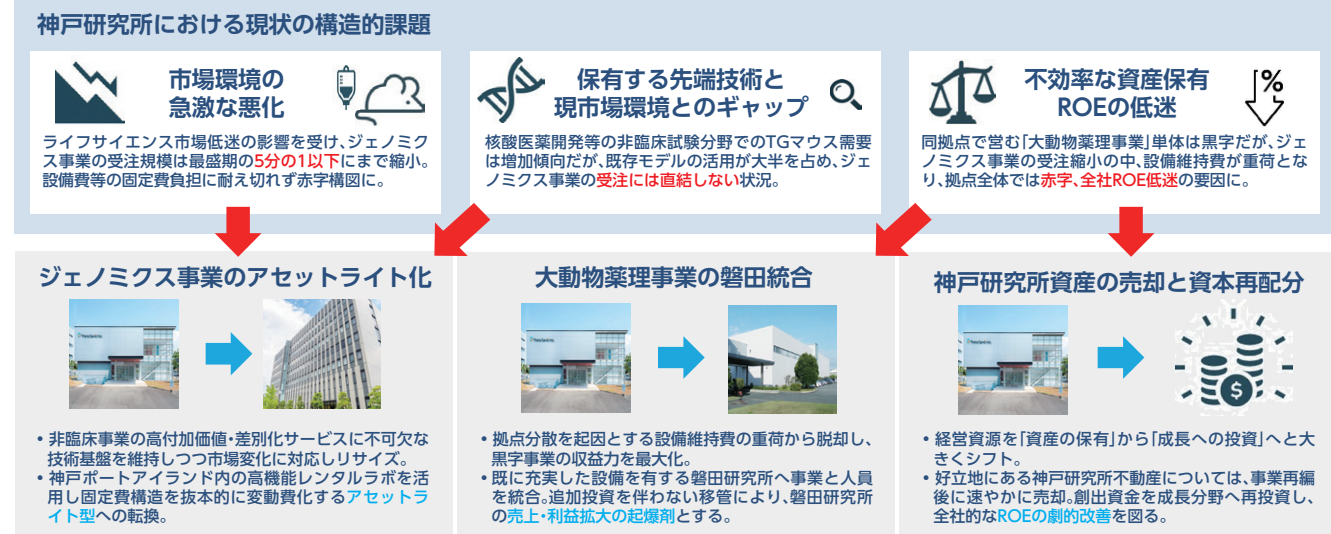 神戸研究所における現状の構造的課題
市場環境の
急激な悪化
ライフサイエンス市場低迷の影響を受け、ジェノミク
ス事業の受注規模は最盛期の5分の1以下にまで縮小。
設備費等の固定費負担に耐え切れず赤字構図に。
保有する先端技術と
現市場環境とのギャップ
核酸医薬開発等の非臨床試験分野でのTGマウス需要
は増加傾向だが、既存モデルの活用が大半を占め、ジェ
ノミクス事業の受注には直結しない状況。
不効率な資産保有
ROEの低迷
%
同拠点で営む「大動物薬理事業」単体は黒字だが、ジェ
ノミクス事業の受注縮小の中、設備維持費が重荷とな
り、拠点全体では赤字、全社ROE低迷の要因に。
ジェノミクス事業のアセットライト化
• 非臨床事業の高付加価値・差別化サービスに不可欠な
技術基盤を維持しつつ市場変化に対応しリサイズ。
• 神戸ポートアイランド内の高機能レンタルラボを活
用し固定費構造を抜本的に変動費化するアセットラ
イト型への転換。
大動物薬理事業の磐田統合
• 拠点分散を起因とする設備維持費の重荷から脱却し、
黒字事業の収益力を最大化。
• 既に充実した設備を有する磐田研究所へ事業と人員
を統合。追加投資を伴わない移管により、磐田研究所
の売上・利益拡大の起爆剤とする。
神戸研究所資産の売却と資本再配分
$
• 経営資源を「資産の保有」から「成長への投資」へと大
きくシフト。
• 好立地にある神戸研究所不動産については、事業再編
後に速やかに売却。創出資金を成長分野へ再投資し、
全社的なROEの劇的改善を図る。